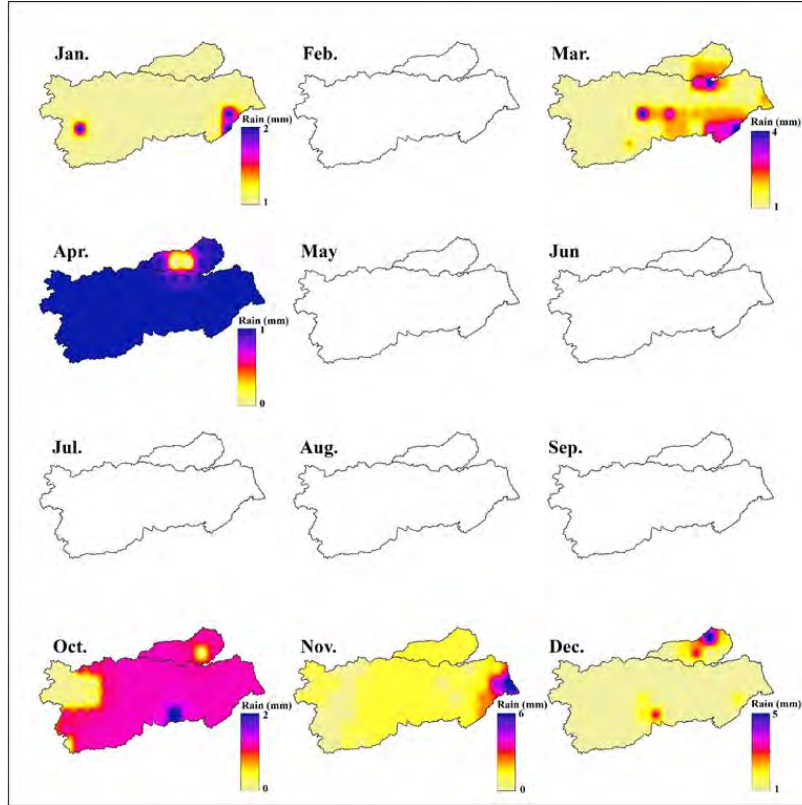 Jan.
Feb.
Mar.
Rain (mm)
2
1
Rain (mm)
4
1
Apr.
May
Jun
Rain (mm)
1
0
Jul.
Aug.
Sep.
Oct.
Nov.
Dec.
Rain (mm)
2
0
Rain (mm)
6
0
Rain (mm)
5
1